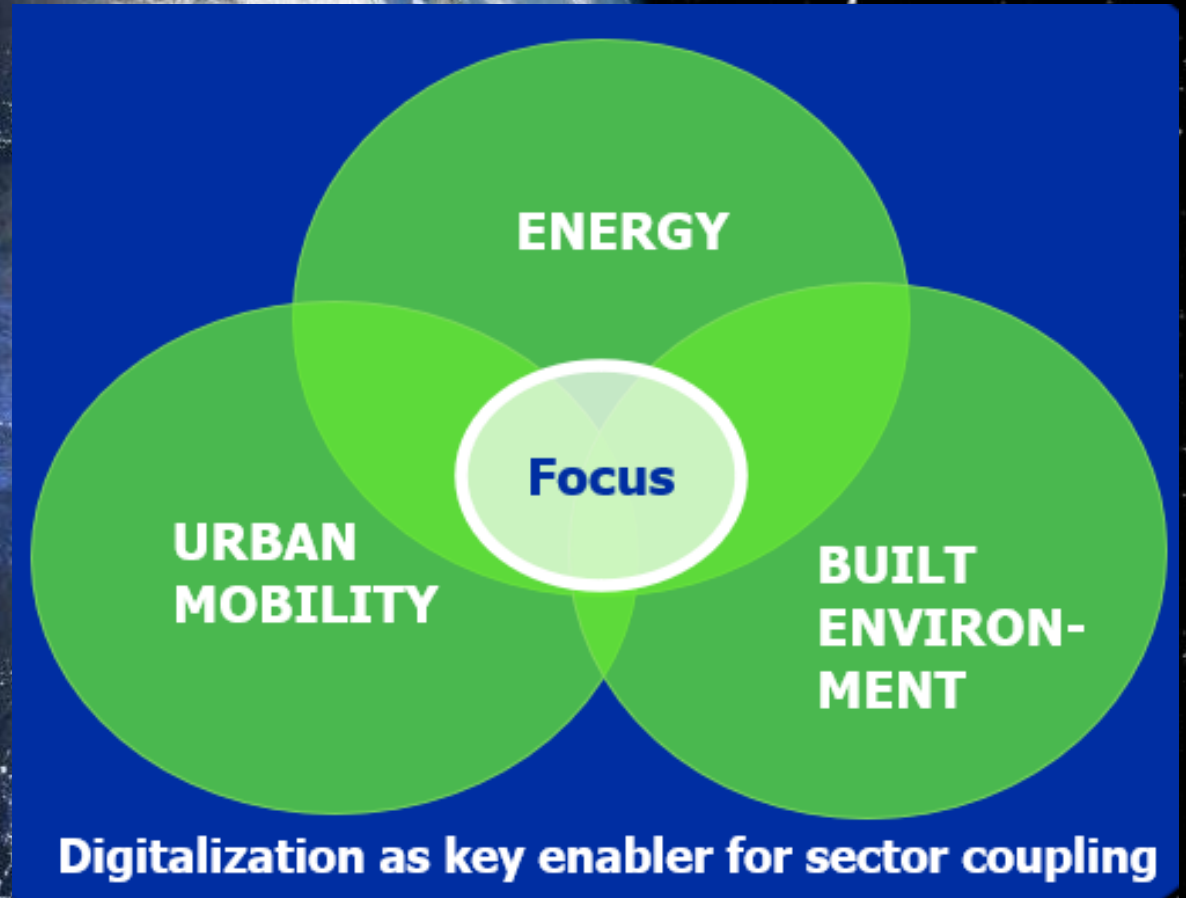 ENERGY
Focus
URBAN
MOBILITY
BUILT
ENVIRON-
MENT
Digitalization as key enabler for sector coupling